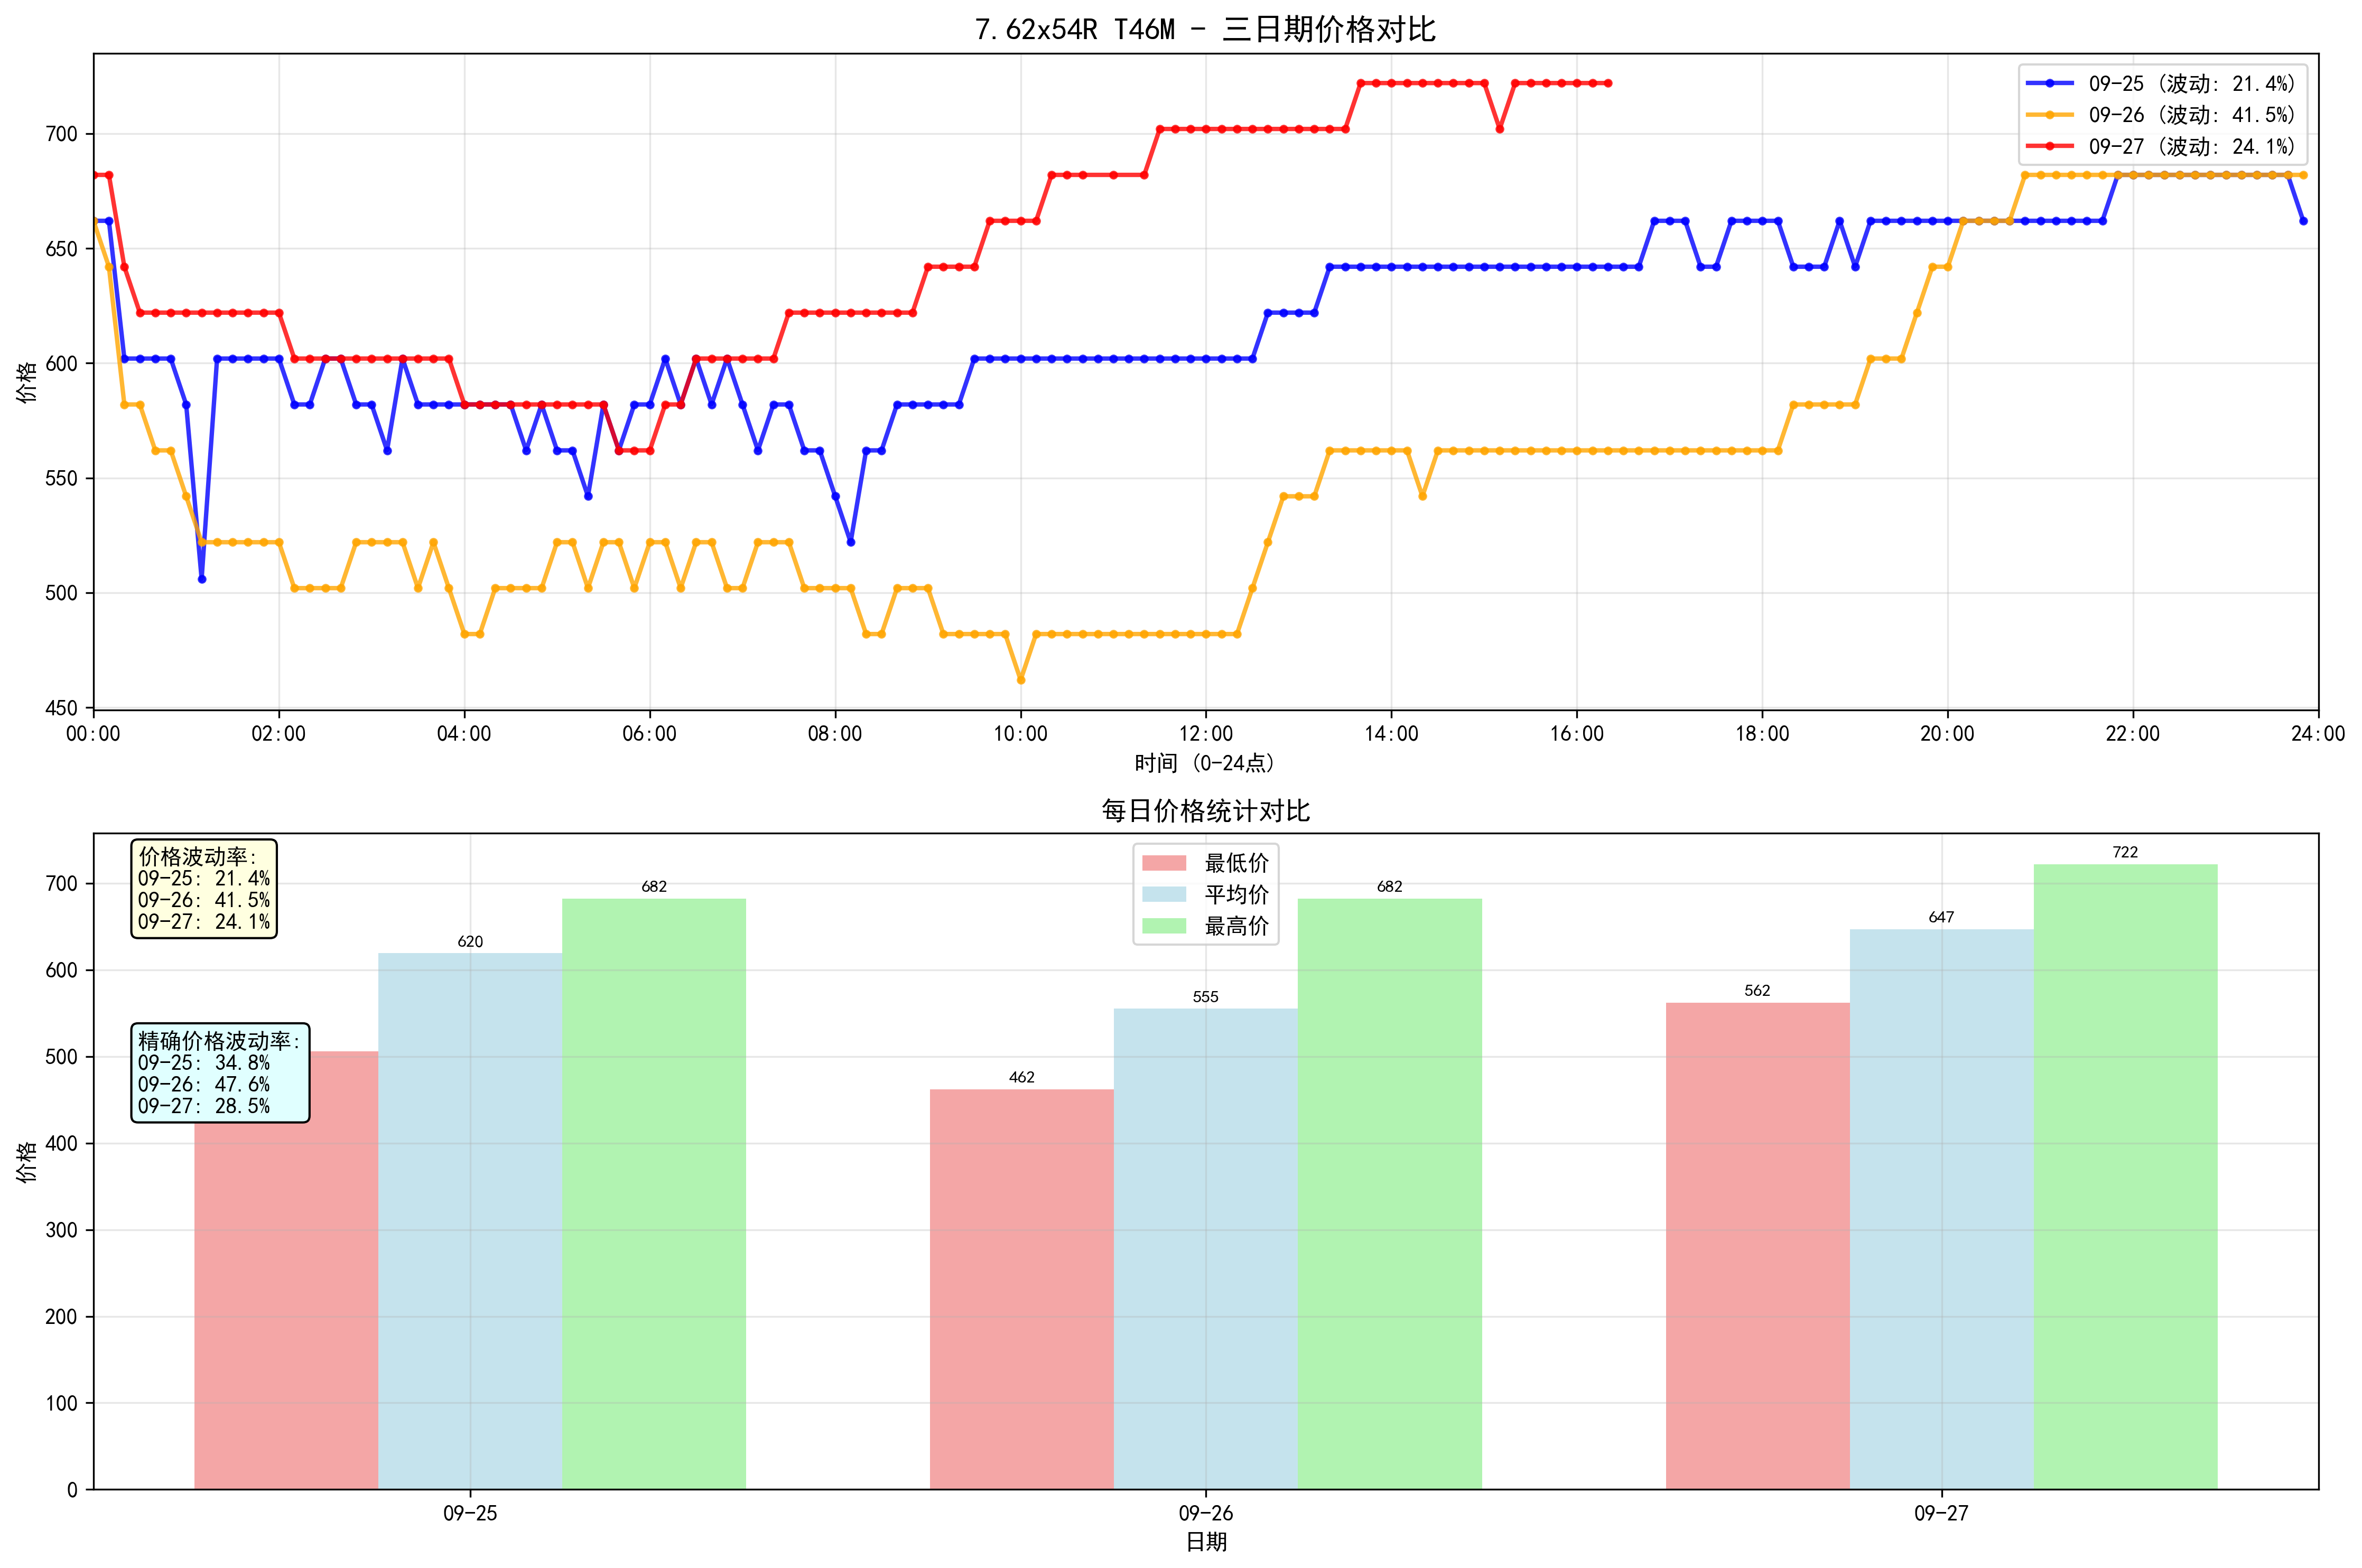 7.62x54R T46M - 三日期价格对比
09-25 (波动: 21.4%)
09-26 (波动: 41.5%)
09-27 (波动: 24.1%)
价格
700
650
600
550
500
450
00:00 02:00 04:00 06:00 08:00 10:00 12:00 14:00 16:00 18:00 20:00 22:00 24:00
时间 (0-24点)
每日价格统计对比
价格波动率:
09-25: 21.4%
09-26: 41.5%
09-27: 24.1%
精确价格波动率:
09-25: 34.8%
09-26: 47.6%
09-27: 28.5%
最低价
平均价
最高价
620
682
462
555
682
562
647
722
价格
700
600
500
400
300
200
100
0
09-25 09-26 09-27
日期